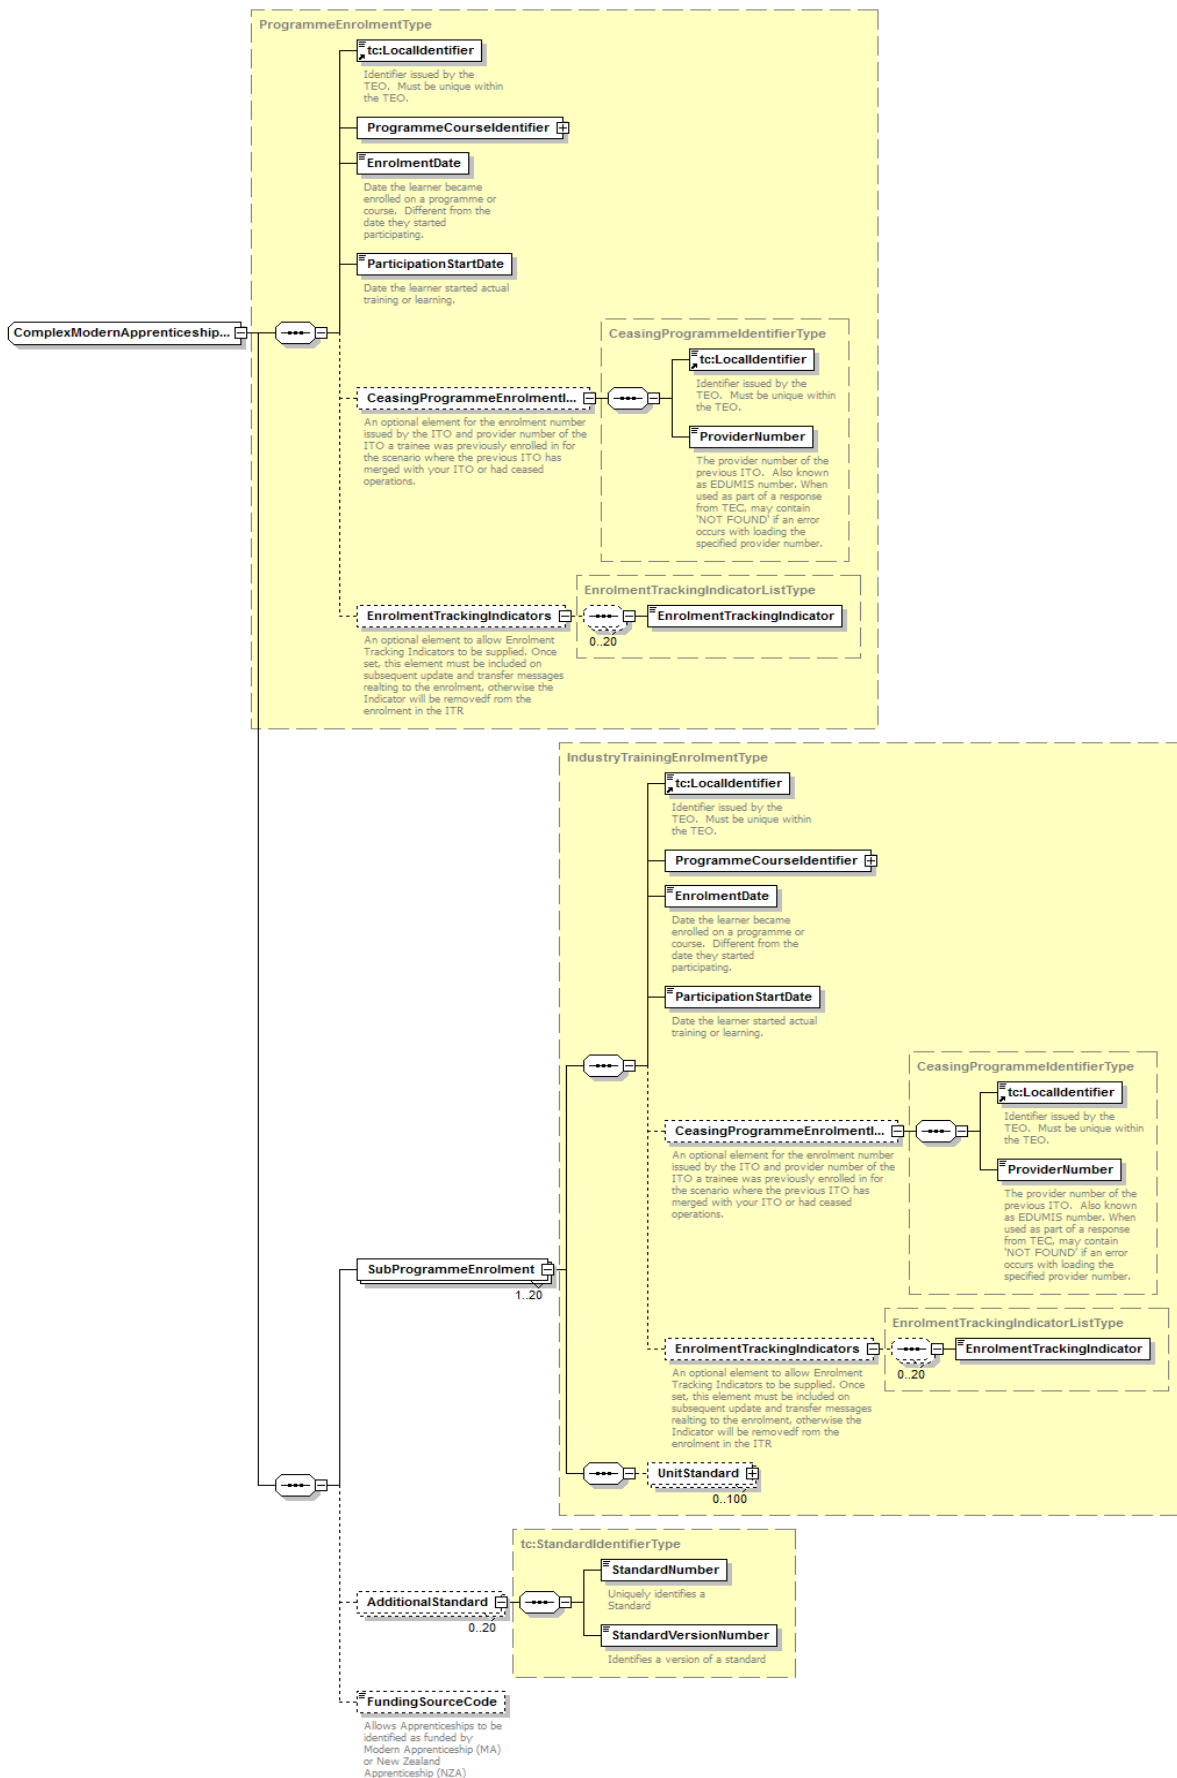 ProgrammeEnrolmentType
tc:LocalIdentifier
Identifier issued by the
TEO.  Must be unique within
the TEO.
ProgrammeCourseIdentifier
EnrolmentDate
Date the learner became
enrolled on a programme or
course.  Different from the
date they started
participating.
ParticipationStartDate
Date the learner started actual
training or learning.
ComplexModernApprenticeship...
CeasingProgrammeIdentifierType
tc:LocalIdentifier
Identifier issued by the
TEO.  Must be unique within
the TEO.
CeasingProgrammeEnrolmentI...
An optional element for the enrolment number
issued by the ITO and provider number of the
ITO a trainee was previously enrolled in for
the scenario where the previous ITO has
merged with your ITO or had ceased
operations.
ProviderNumber
The provider number of the
previous ITO.  Also known
as EDUMIS number. When
used as part of a response
from TEC, may contain
'NOT FOUND' if an error
occurs with loading the
specified provider number.
EnrolmentTrackingIndicatorListType
EnrolmentTrackingIndicators
EnrolmentTrackingIndicator
0..20
An optional element to allow Enrolment
Tracking Indicators to be supplied. Once
set, this element must be included on
subsequent update and transfer messages
realting to the enrolment, otherwise the
Indicator will be removedf rom the
enrolment in the ITR
IndustryTrainingEnrolmentType
tc:LocalIdentifier
Identifier issued by the
TEO.  Must be unique within
the TEO.
ProgrammeCourseIdentifier
EnrolmentDate
Date the learner became
enrolled on a programme or
course.  Different from the
date they started
participating.
ParticipationStartDate
Date the learner started actual
training or learning.
CeasingProgrammeIdentifierType
tc:LocalIdentifier
Identifier issued by the
TEO.  Must be unique within
the TEO.
CeasingProgrammeEnrolmentI...
An optional element for the enrolment number
issued by the ITO and provider number of the
ITO a trainee was previously enrolled in for
the scenario where the previous ITO has
merged with your ITO or had ceased
operations.
ProviderNumber
The provider number of the
previous ITO.  Also known
as EDUMIS number. When
used as part of a response
from TEC, may contain
'NOT FOUND' if an error
occurs with loading the
specified provider number.
SubProgrammeEnrolment
1..20
EnrolmentTrackingIndicatorListType
EnrolmentTrackingIndicators
EnrolmentTrackingIndicator
0..20
An optional element to allow Enrolment
Tracking Indicators to be supplied. Once
set, this element must be included on
subsequent update and transfer messages
realting to the enrolment, otherwise the
Indicator will be removedf rom the
enrolment in the ITR
UnitStandard
0..100
tc:StandardIdentifierType
StandardNumber
Uniquely identifies a
Standard
AdditionalStandard
0..20
StandardVersionNumber
Identifies a version of a standard
FundingSourceCode
Allows Apprenticeships to be
identified as funded by
Modern Apprenticeship (MA)
or New Zealand
Apprenticeship (NZA)